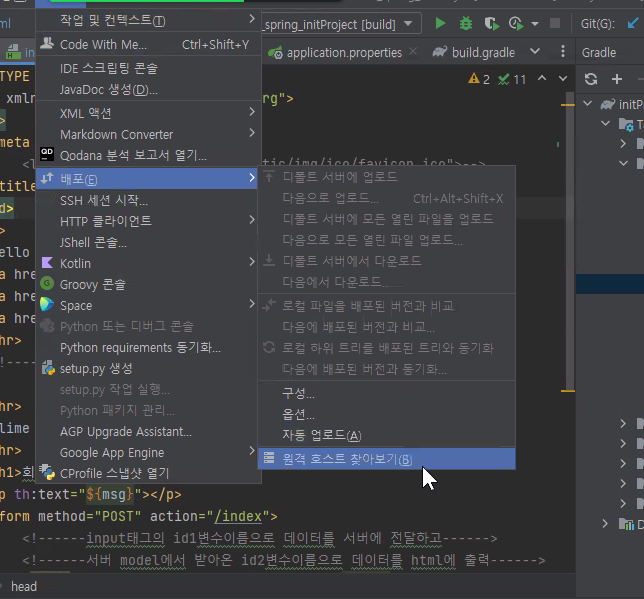 작업 및 컨텍스트(T)
Code With Me... Ctrl+Shift+Y
IDE 스크립팅 콘솔
JavaDoc 생성(D)...
XML 액션
Markdown Converter
Qodana 분석 보고서 열기...
배포(E)
SSH 세션 시작...
HTTP 클라이언트
JShell 콘솔...
Kotlin
Groovy 콘솔
Space
Python 또는 디버그 콘솔
Python requirements 동기화...
setup.py 생성
setup.py 작업 실행...
Python 패키지 관리...
AGP Upgrade Assistant...
Google App Engine
CProfile 스냅샷 열기
디폴트 서버에 업로드
다음으로 업로드... Ctrl+Alt+Shift+X
디폴트 서버에 모든 열린 파일을 업로드
다음으로 모든 열린 파일 업로드...
디폴트 서버에서 다운로드
다음에서 다운로드...
로컬 파일을 배포된 버전과 비교
다음에 배포된 버전과 비교...
로컬 하위 트리를 배포된 트리와 동기화
다음에 배포된 버전과 동기화...
구성...
옵션...
자동 업로드(A)
원격 호스트 찾아보기(B)
_spring_initProject [build]
Git(G):
application.properties
build.gradle
Gradle
2 11
initP
TYPE
xmln
org">
meta
<l
tic/img/ico/favicon.ico">-->
title
d>
ello
a hre
a hre
a hre
hr>
!----
hr>
lime
hr>
h1>회
p th:text="${msg}"></p>
form method="POST" action="/index">
<!------input태그의 id1변수이름으로 데이터를 서버에 전달하고------>
<!------서버 model에서 받아온 id2변수이름으로 데이터를 html에 출력------>
head